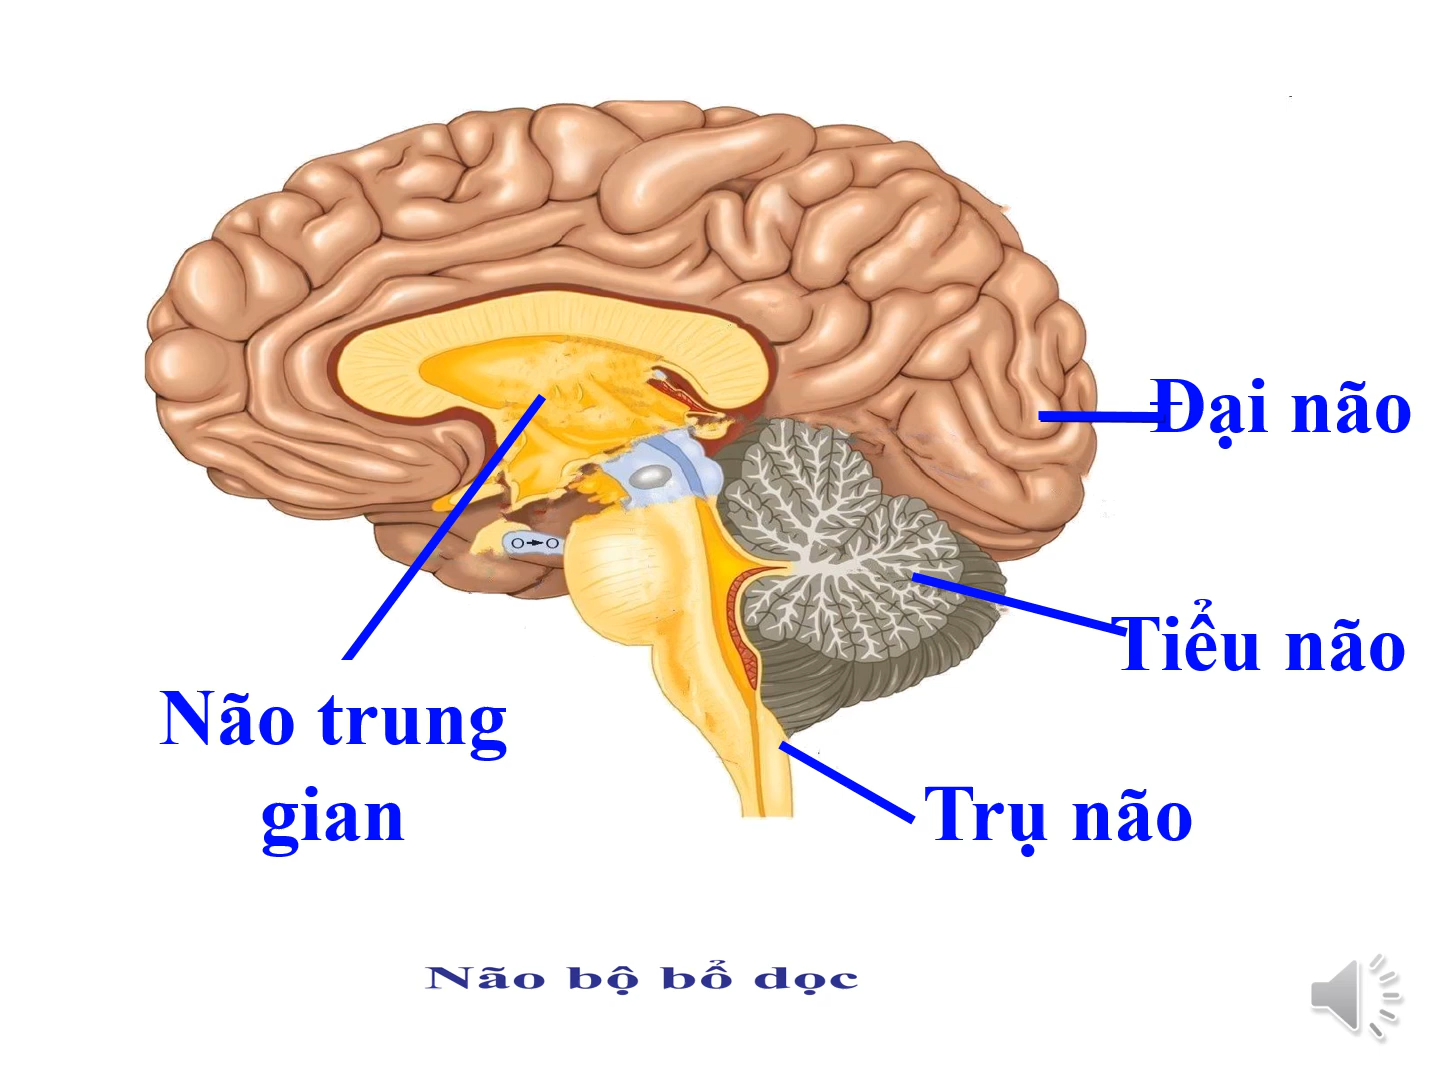 Đại não
Tiểu não
Não trung
gian
Trụ não
O→O
Não bộ bổ dọc